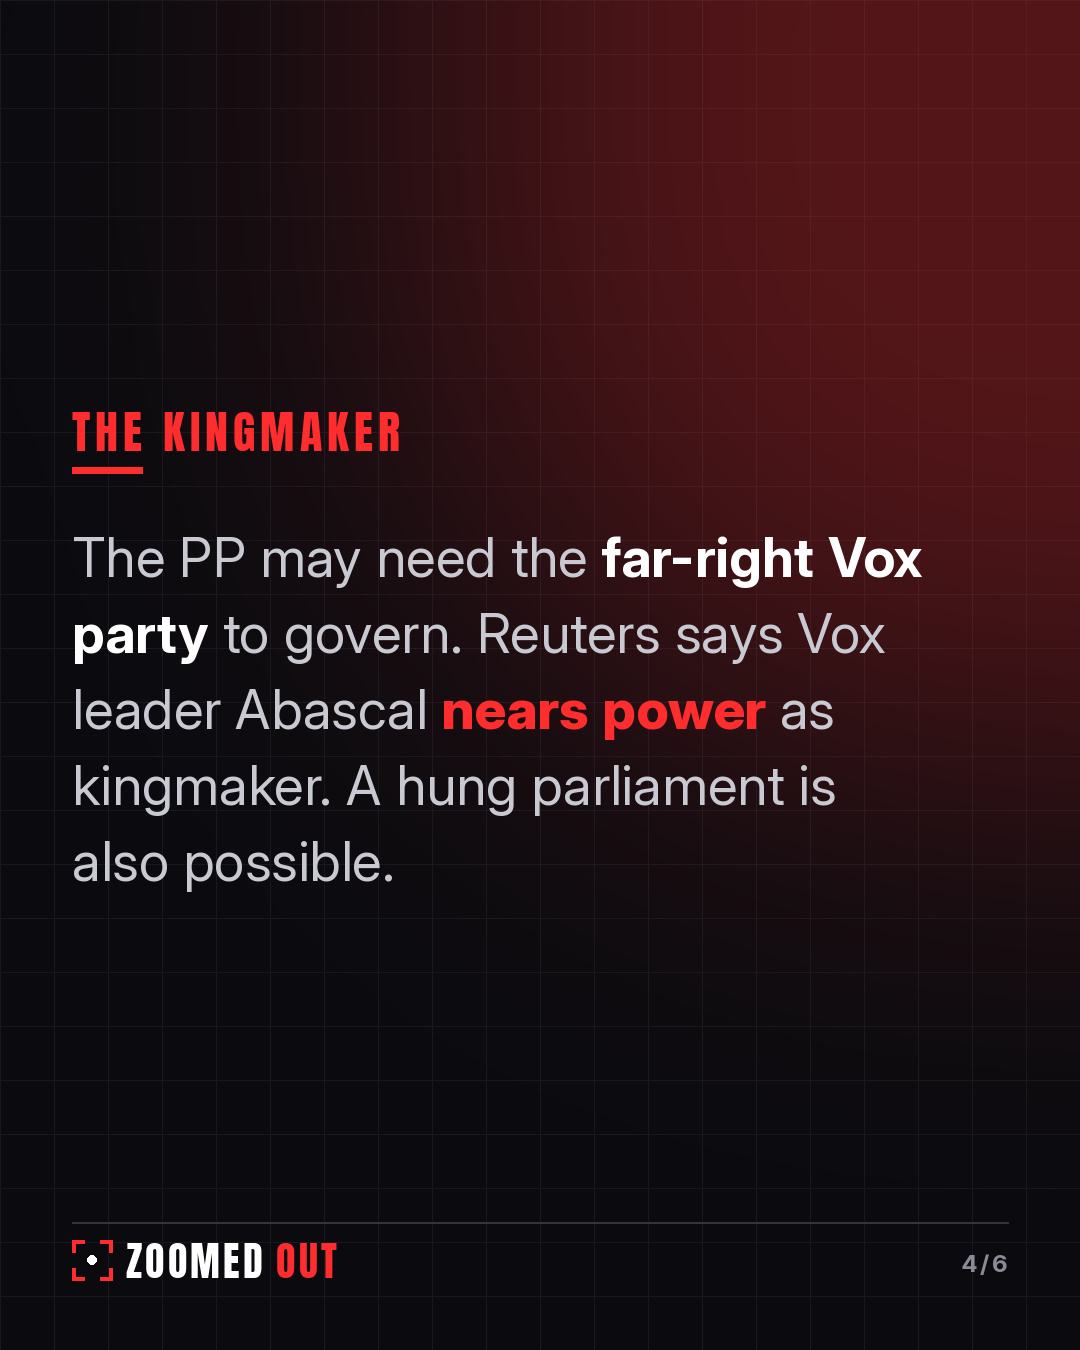 THE KINGMAKER
The PP may need the far-right Vox
party to govern. Reuters says Vox
leader Abascal nears power as
kingmaker. A hung parliament is
also possible.
ZOOMED OUT
4/6